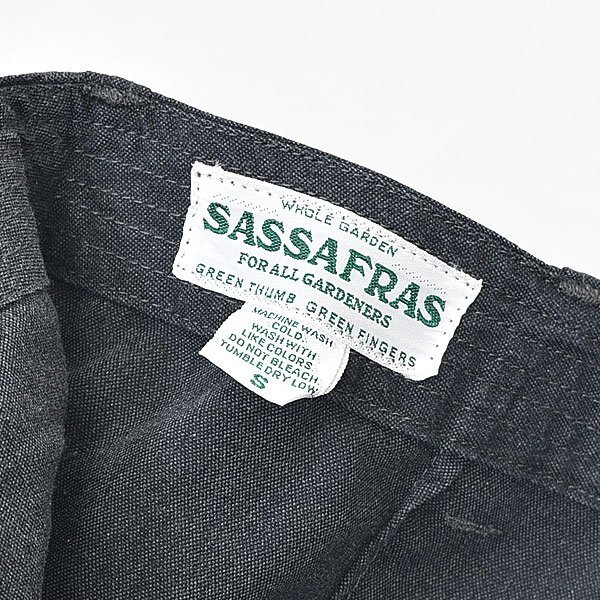 WHOLE GARDEN
SASSAFRAS
FOR ALL GARDENERS
GREEN THUMB GREEN FINGERS
MACHINE WASH
COLD.
WASH WITH
LIKE COLORS.
DO NOT BLEACH.
TUMBLE DRY LOW
S